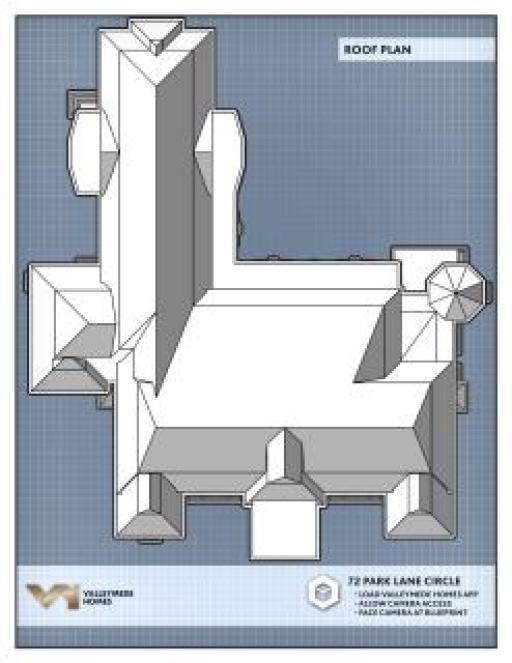 ROOF PLAN
VALLEYMEDE
HOMES
72 PARK LANE CIRCLE
- LOAD VALLEYMEDE HOMES APP
- ALLOW CAMERA ACCESS
- FACE CAMERA AT BLUEPRINT